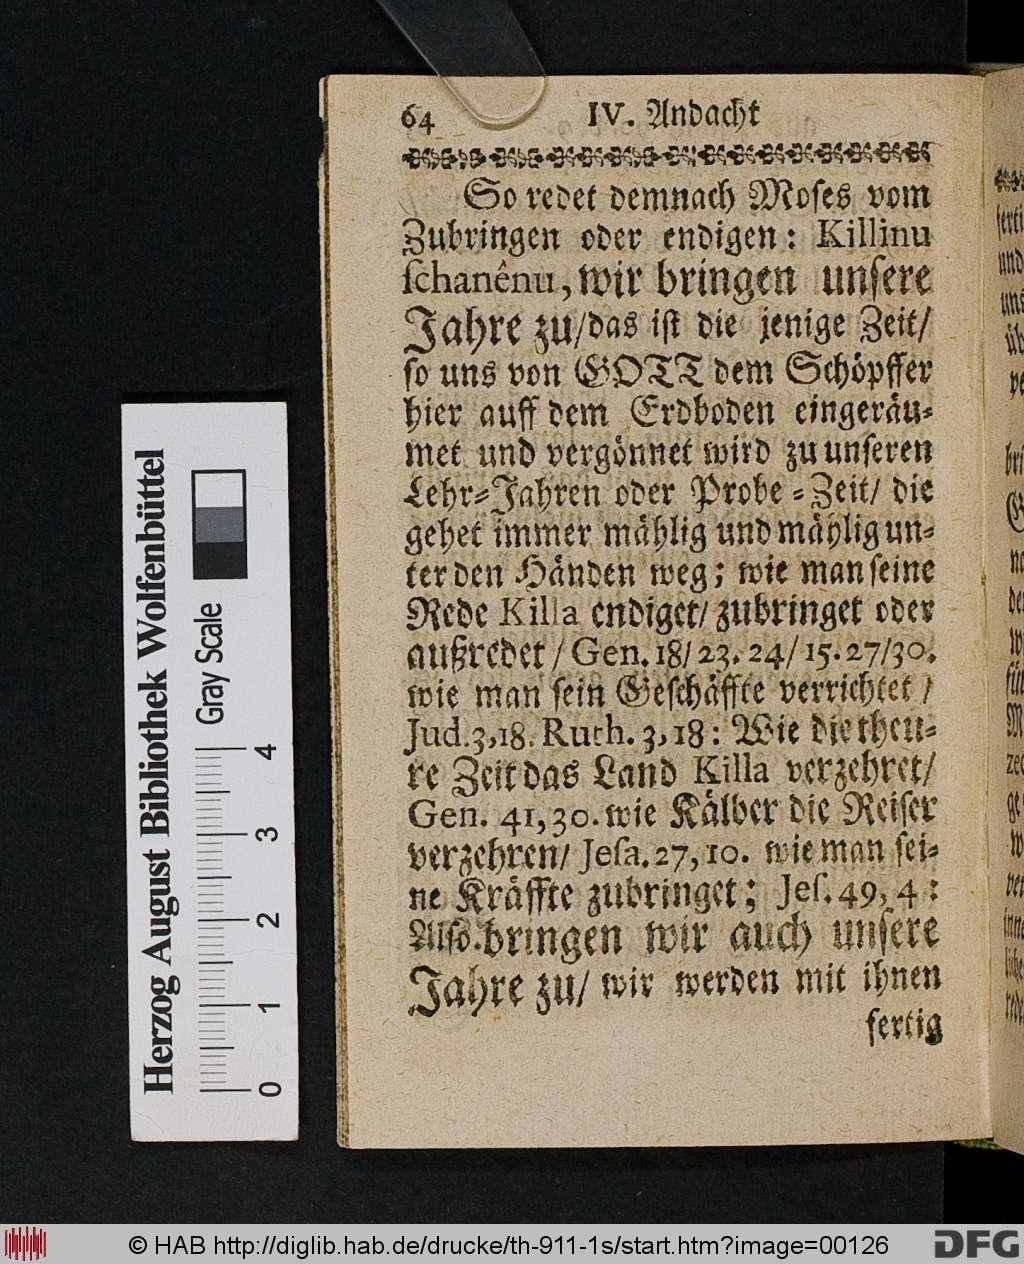 64 IV. Andacht
So redet demnach Moses vom
Zubringen oder endigen: Killinu
ſchanênu, wir bringen unsere
Jahre zu/ das ist die jenige Zeit/
so uns von GOTT dem Schöpffer
hier auff dem Erdboden eingeräu-
met und vergönnet wird zu unseren
Lehr-Jahren oder Probe-Zeit/ die
gehet immer mählig und mählig un-
ter den Händen weg; wie man seine
Rede Killa endiget/ zubringet oder
außredet/ Gen. 18/ 23. 24/ 15. 27/30.
wie man sein Geschäffte verrichtet/
Jud. 3,18. Ruth. 3,18: Wie die theu-
re Zeit das Land Killa verzehret/
Gen. 41,30. wie Kälber die Reiser
verzehren/ Jeſa. 27,10. wie man sei-
ne Kräffte zubringet; Jeſ. 49,4:
Also bringen wir auch unsere
Jahre zu/ wir werden mit ihnen
fertig
Herzog August Bibliothek Wolfenbüttel
Gray Scale
0 1 2 3 4
© HAB http://diglib.hab.de/drucke/th-911-1s/start.htm?image=00126
DFG